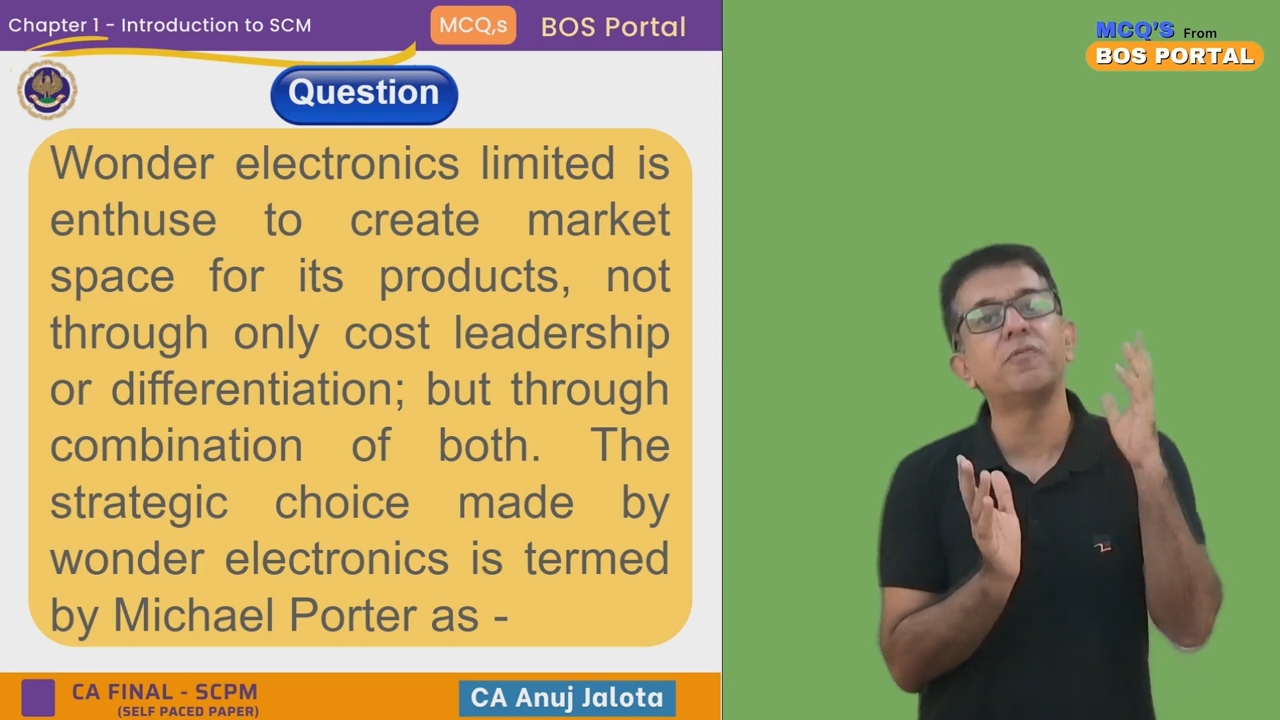 Chapter 1 - Introduction to SCM
MCQ,s
BOS Portal
MCQ'S From
BOS PORTAL
Question
Wonder electronics limited is
enthuse to create market
space for its products, not
through only cost leadership
or differentiation; but through
combination of both. The
strategic choice made by
wonder electronics is termed
by Michael Porter as -
CA FINAL - SCPM
(SELF PACED PAPER)
CA Anuj Jalota